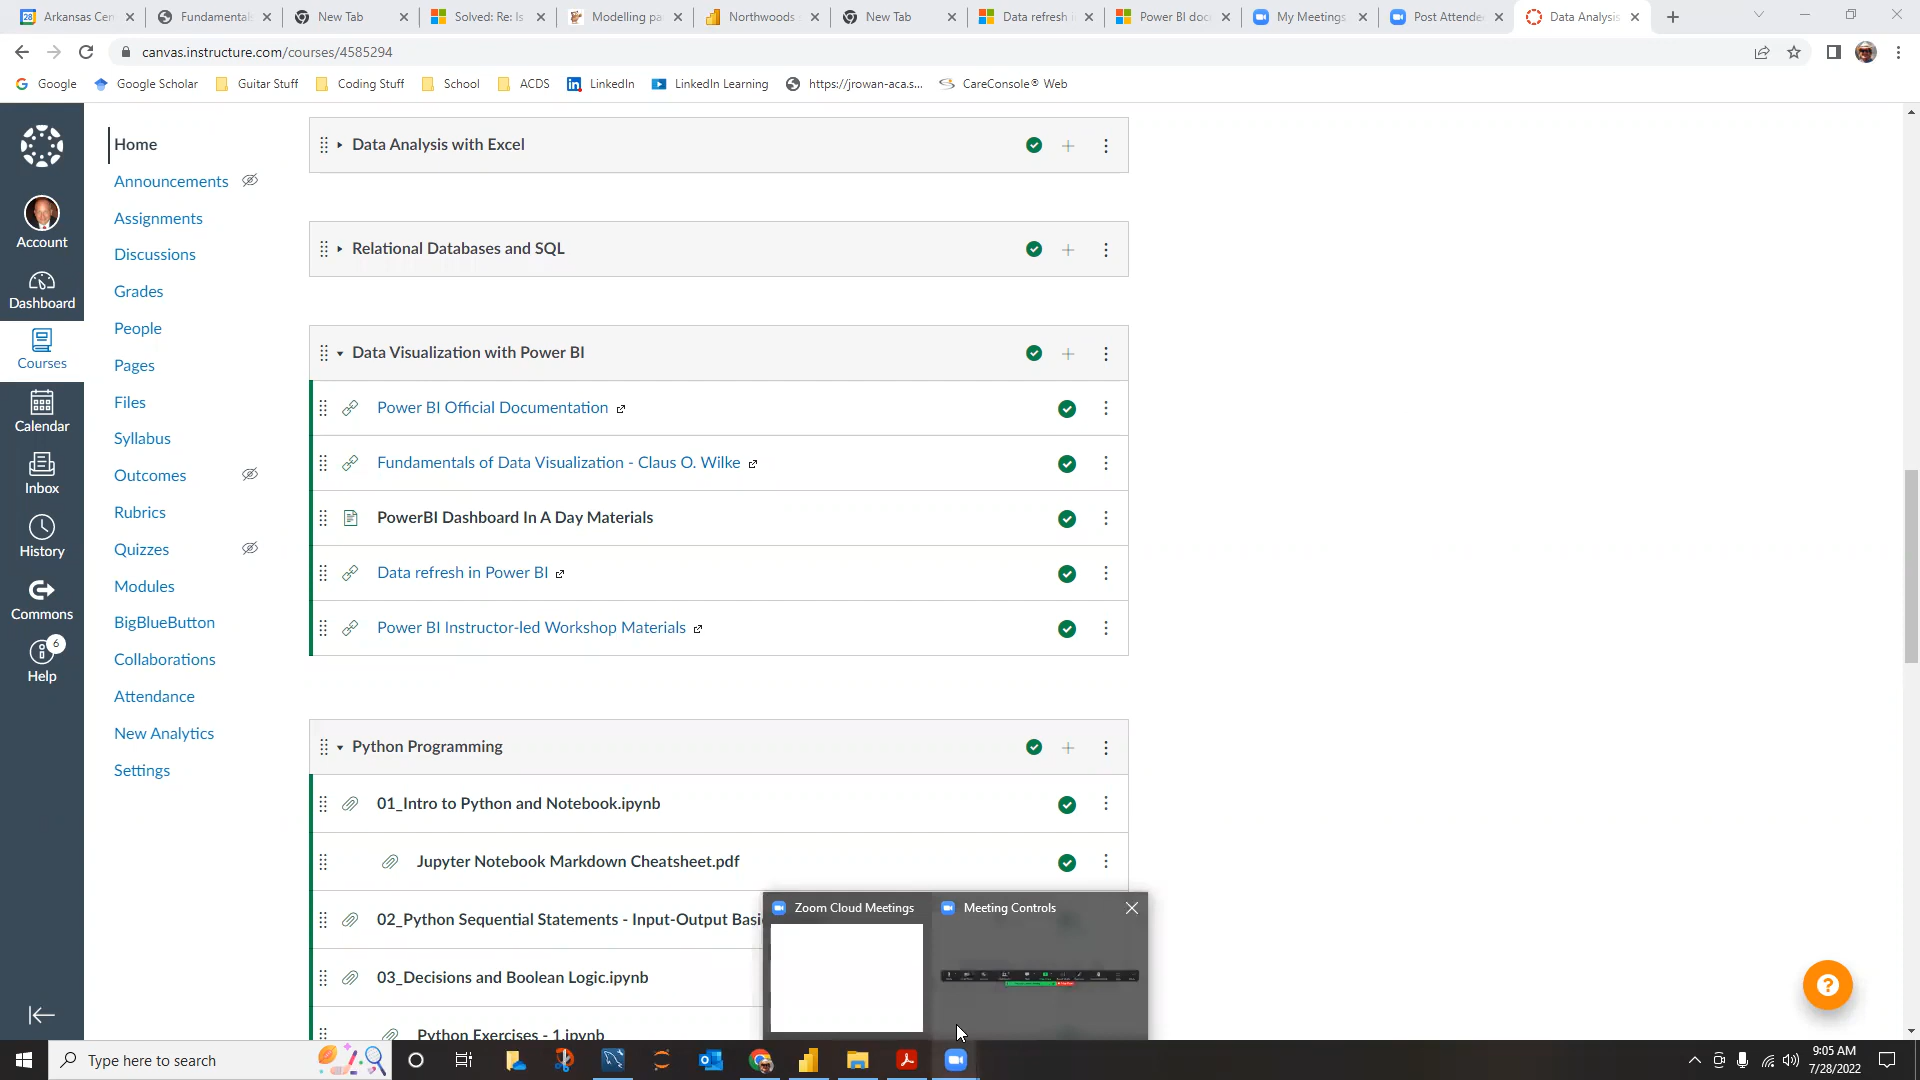 Arkansas Cen
Fundamental
New Tab
Solved: Re: Is
Modelling pa
Northwoods
New Tab
Data refresh i
Power BI doc
My Meetings
Post Attende
Data Analysis
canvas.instructure.com/courses/4585294
Google
Google Scholar
Guitar Stuff
Coding Stuff
School
ACDS
LinkedIn
LinkedIn Learning
https://jrowan-aca.s...
CareConsole® Web
Account
Dashboard
Courses
Calendar
Inbox
History
Commons
6
Help
Home
Announcements
Assignments
Discussions
Grades
People
Pages
Files
Syllabus
Outcomes
Rubrics
Quizzes
Modules
BigBlueButton
Collaborations
Attendance
New Analytics
Settings
Data Analysis with Excel
Relational Databases and SQL
Data Visualization with Power BI
Power BI Official Documentation
Fundamentals of Data Visualization - Claus O. Wilke
PowerBI Dashboard In A Day Materials
Data refresh in Power BI
Power BI Instructor-led Workshop Materials
Python Programming
01_Intro to Python and Notebook.ipynb
Jupyter Notebook Markdown Cheatsheet.pdf
02_Python Sequential Statements - Input-Output Basi
03_Decisions and Boolean Logic.ipynb
Python Exercises - 1.ipynb
Zoom Cloud Meetings
Meeting Controls
Type here to search
9:05 AM
7/28/2022